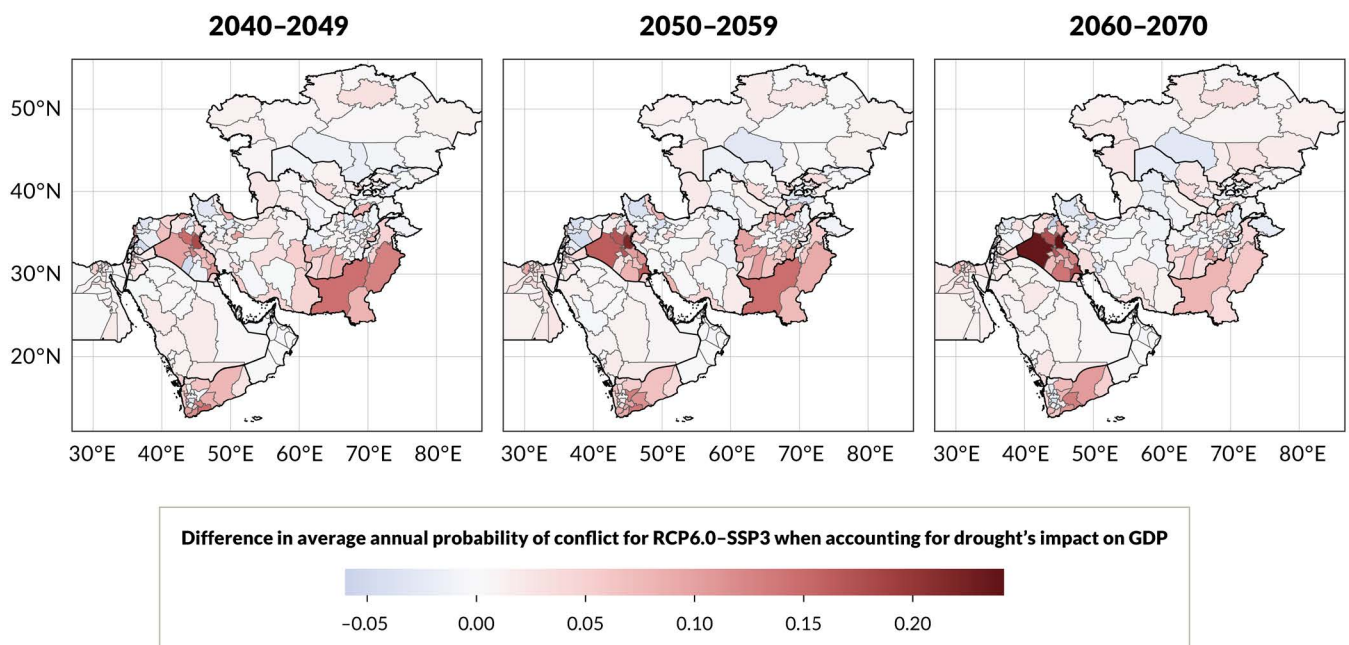 2040–2049
2050–2059
2060–2070
50°N
40°N
30°N
20°N
30°E 40°E 50°E 60°E 70°E 80°E
30°E 40°E 50°E 60°E 70°E 80°E
30°E 40°E 50°E 60°E 70°E 80°E
Difference in average annual probability of conflict for RCP6.0–SSP3 when accounting for drought's impact on GDP
–0.05 0.00 0.05 0.10 0.15 0.20